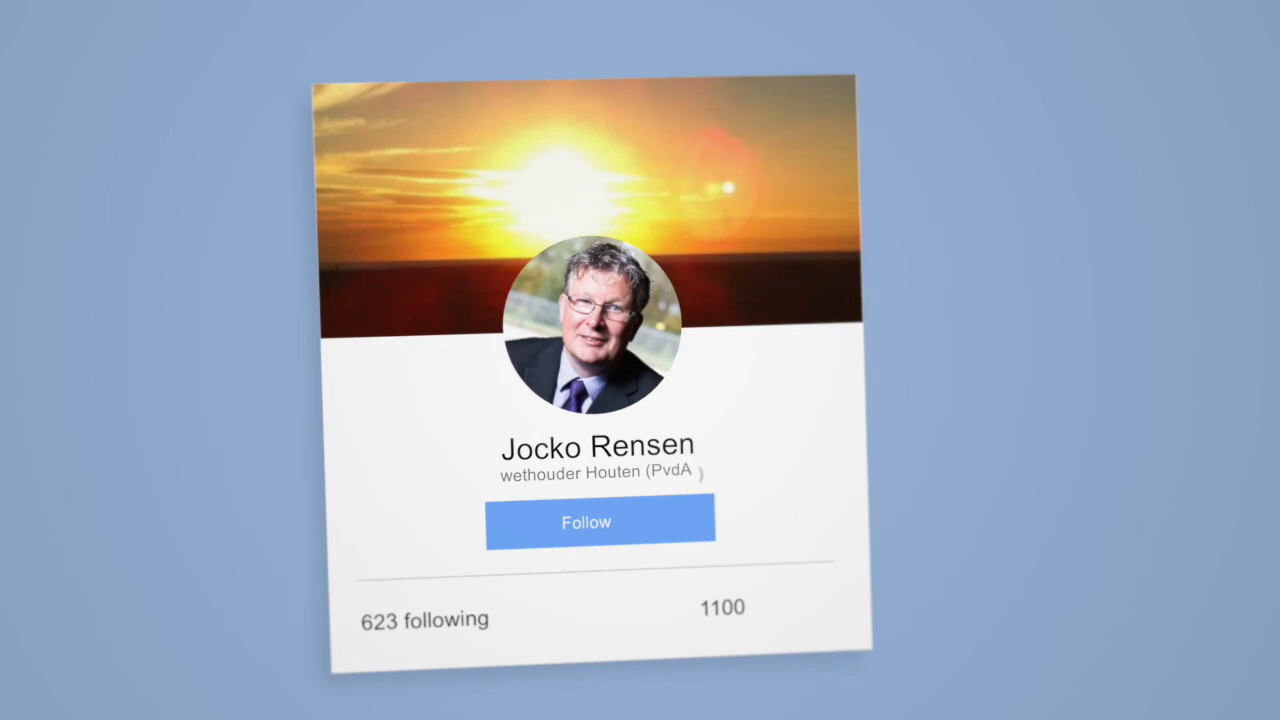 Jocko Rensen
wethouder Houten (PvdA )
Follow
623 following
1100